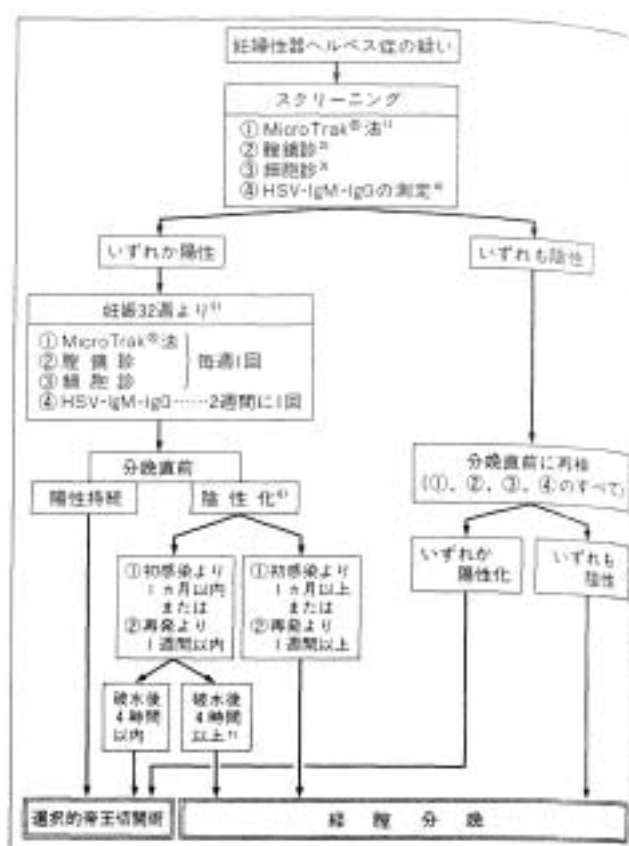 妊婦性器ヘルペス症の疑い
スクリーニング
① MicroTrak®法¹⁾
② 腟鏡診²⁾
③ 細胞診³⁾
④ HSV-IgM-IgGの測定⁴⁾
いずれか陽性
いずれも陰性
妊娠32週より⁵⁾
① MicroTrak®法
② 腟鏡診
③ 細胞診
毎週1回
④ HSV-IgM-IgG……2週間に1回
分娩直前
陽性持続
陰性化⁶⁾
分娩直前に再検
(①, ②, ③, ④のすべて)
①初感染より
1ヵ月以内
または
②再発より
1週間以内
①初感染より
1ヵ月以上
または
②再発より
1週間以上
いずれか
陽性化
いずれも
陰性
破水後
4時間
以内
破水後
4時間
以上⁷⁾
選択的帝王切開術
経腟分娩